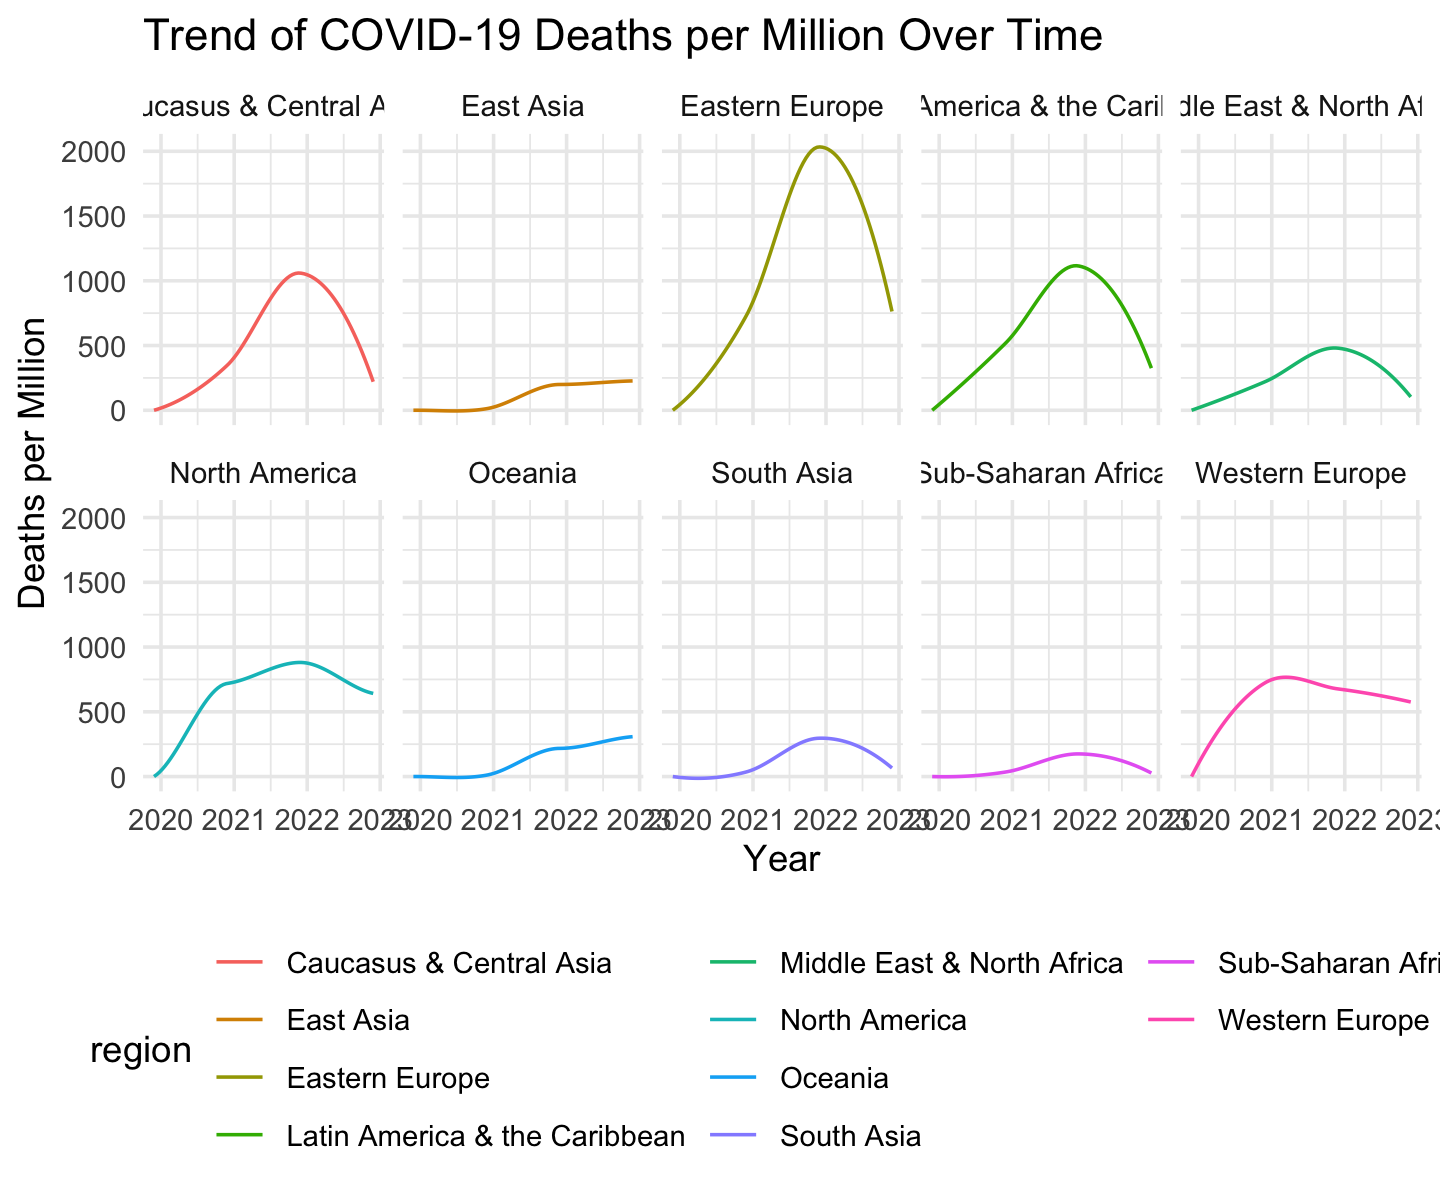 Trend of COVID-19 Deaths per Million Over Time
ucasus & Central A
East Asia
Eastern Europe
America & the Cari
dle East & North Af
2000
1500
1000
500
0
Deaths per Million
North America
Oceania
South Asia
Sub-Saharan Africa
Western Europe
2000
1500
1000
500
0
2020 2021 2022 2023
2020 2021 2022 2023
2020 2021 2022 2023
2020 2021 2022 2023
2020 2021 2022 2023
Year
region
Caucasus & Central Asia
East Asia
Eastern Europe
Latin America & the Caribbean
Middle East & North Africa
North America
Oceania
South Asia
Sub-Saharan Afri
Western Europe